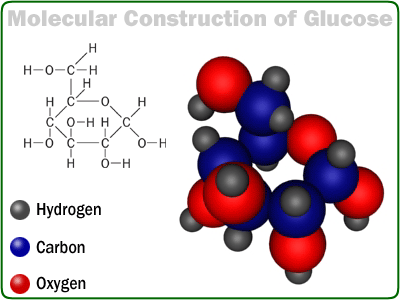 Molecular Construction of Glucose
H
H-O-C-H
H
C O H
H H
C O H C
H-O C C O-H
H H
O-H
Hydrogen
Carbon
Oxygen